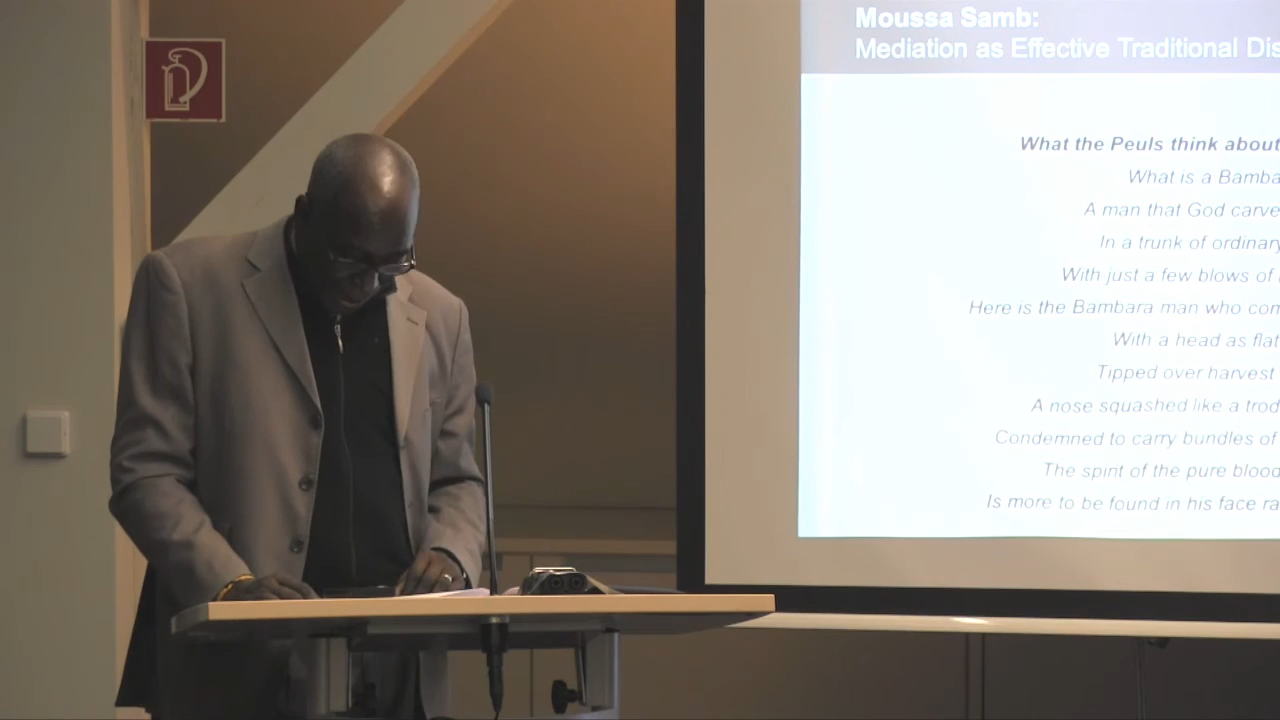 Moussa Samb:
Mediation as Effective Traditional Dis
What the Peuls think about
What is a Bamba
A man that God carve
In a trunk of ordinary
With just a few blows of
Here is the Bambara man who com
With a head as flat
Tipped over harvest
A nose squashed like a trod
Condemned to carry bundles of
The spirit of the pure blood
Is more to be found in his face ra